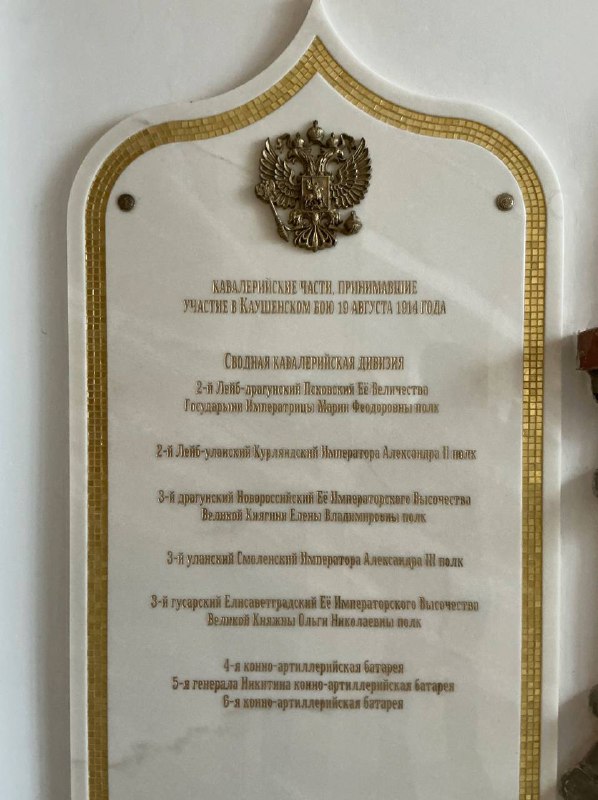 КАВАЛЕРИЙСКИЕ ЧАСТИ, ПРИНИМАВШИЕ
УЧАСТИЕ В КАУШЕНСКОМ БОЮ 19 АВГУСТА 1914 ГОДА
СВОДНАЯ КАВАЛЕРИЙСКАЯ ДИВИЗИЯ
2-й Лейб-драгунский Псковский Её Величества
Государыни Императрицы Марии Феодоровны полк
2-й Лейб-уланский Курляндский Императора Александра II полк
3-й драгунский Новороссийский Её Императорского Высочества
Великой Княгини Елены Владимировны полк
3-й уланский Смоленский Императора Александра III полк
3-й гусарский Елисаветградский Её Императорского Высочества
Великой Княжны Ольги Николаевны полк
4-я конно-артиллерийская батарея
5-я генерала Никитина конно-артиллерийская батарея
6-я конно-артиллерийская батарея